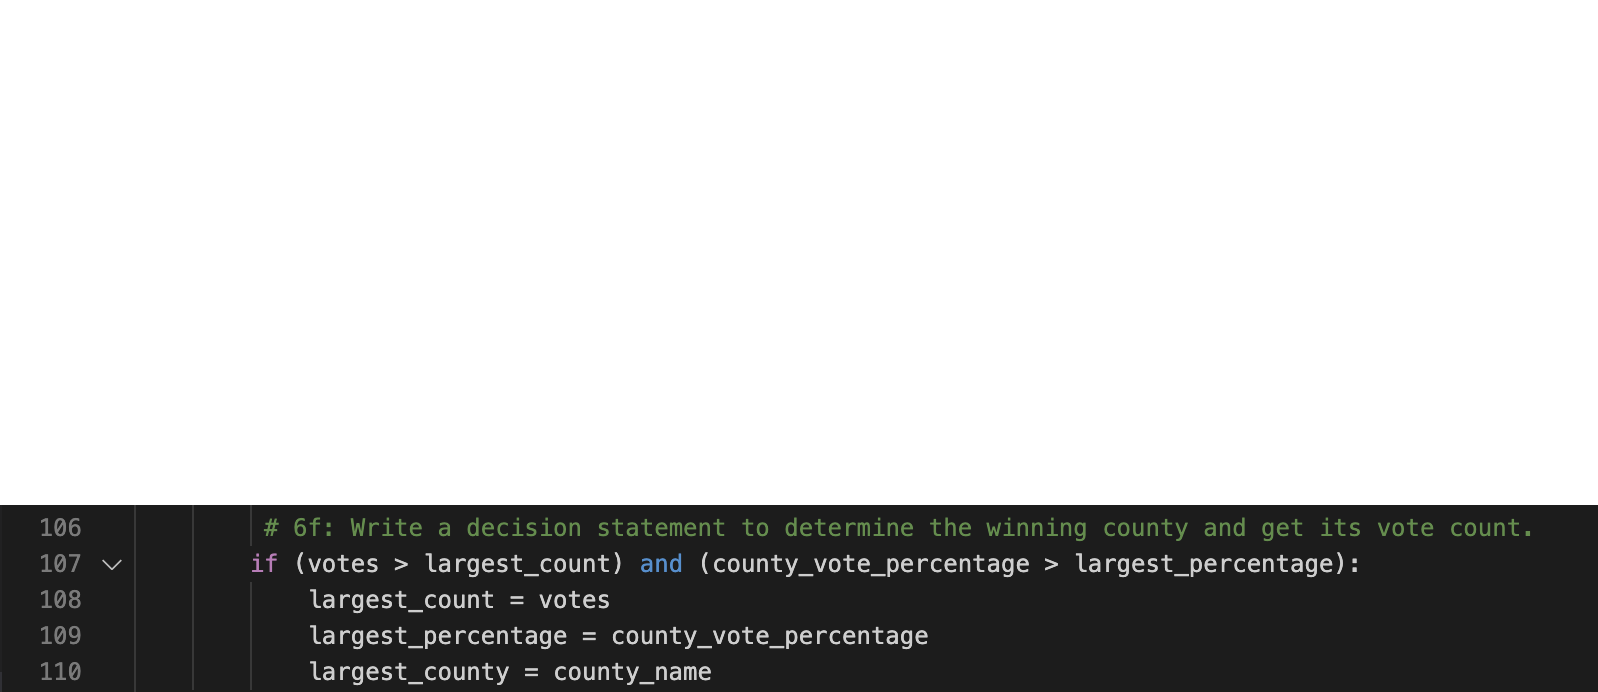 106 # 6f: Write a decision statement to determine the winning county and get its vote count.
107 if (votes > largest_count) and (county_vote_percentage > largest_percentage):
108 largest_count = votes
109 largest_percentage = county_vote_percentage
110 largest_county = county_name